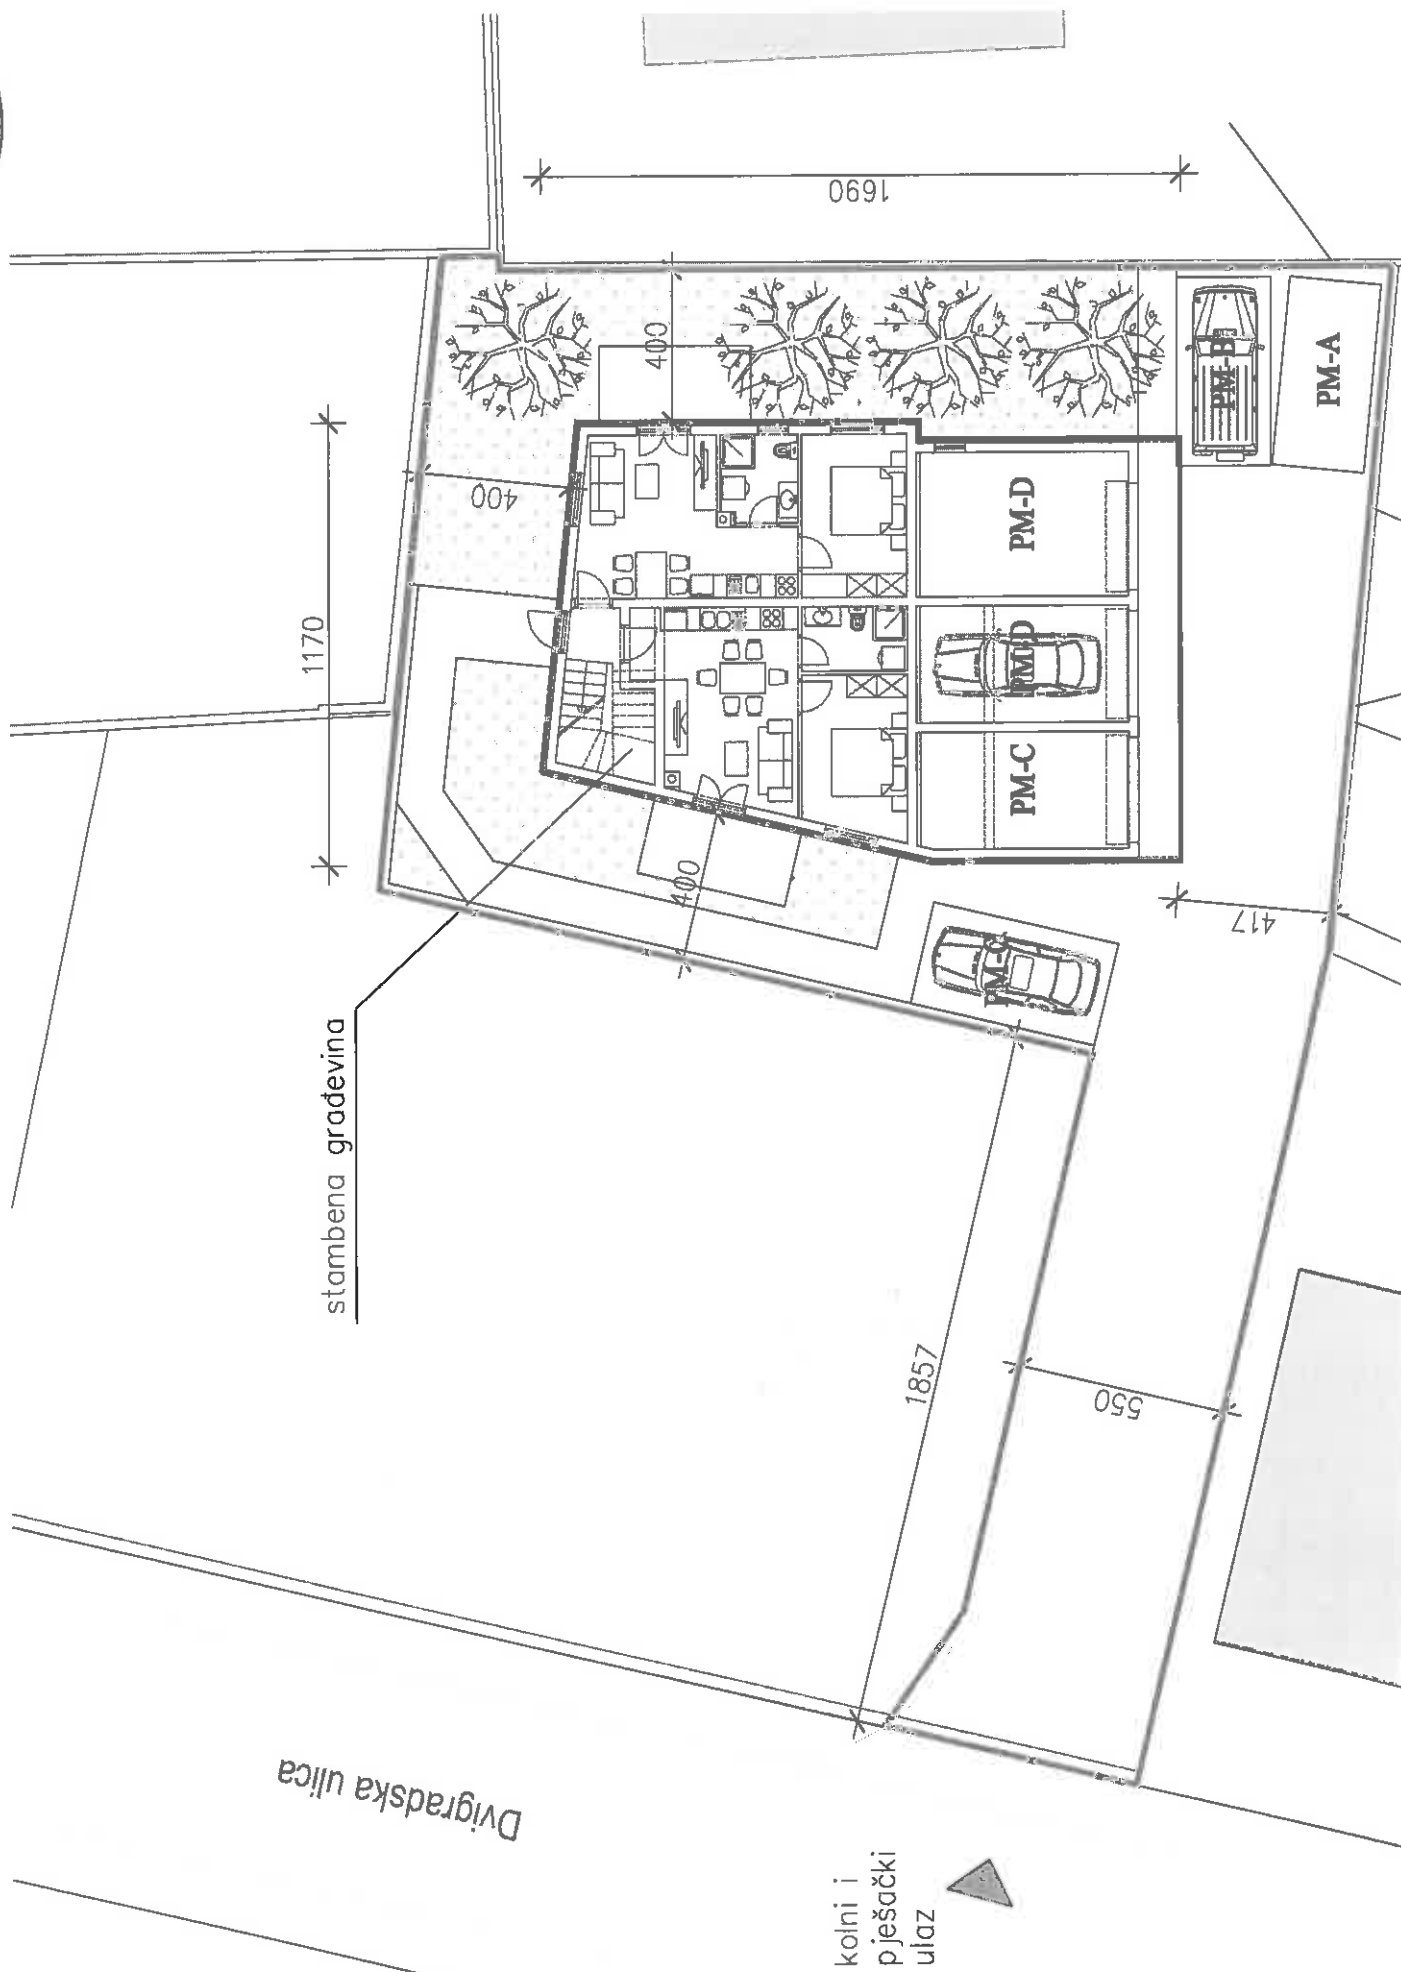 1690
400
PM-B
PM-A
400
1170
PM-D
PM-D
PM-C
400
417
PM-C
stambena građevina
1857
550
Dvigradska ulica
kolni i
pješački
ulaz